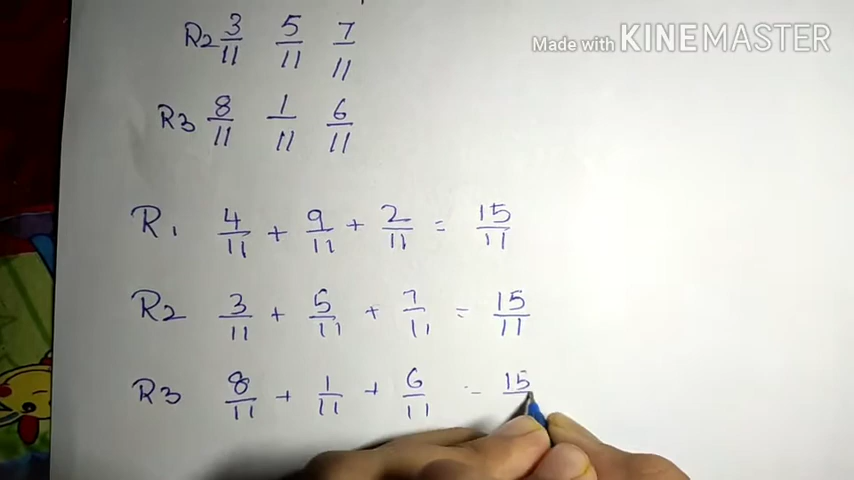 Made with KINEMASTER
R2 3/11 5/11 7/11
R3 8/11 1/11 6/11
R1 4/11 + 9/11 + 2/11 = 15/11
R2 3/11 + 5/11 + 7/11 = 15/11
R3 8/11 + 1/11 + 6/11 = 15/